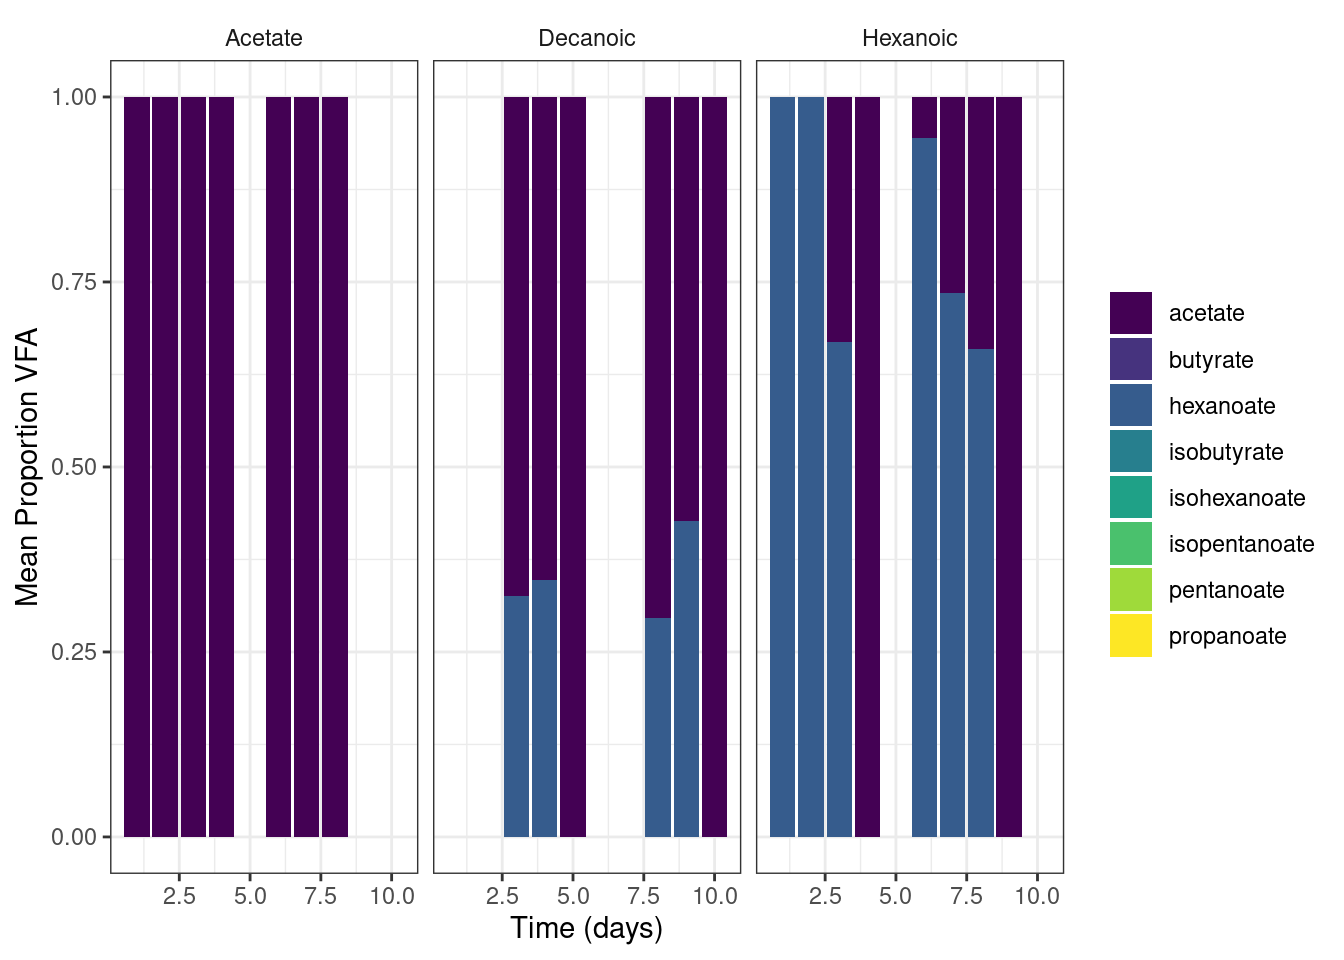 Acetate Decanoic Hexanoic
Mean Proportion VFA
1.00
0.75
0.50
0.25
0.00
2.5 5.0 7.5 10.0 2.5 5.0 7.5 10.0 2.5 5.0 7.5 10.0
Time (days)
acetate
butyrate
hexanoate
isobutyrate
isohexanoate
isopentanoate
pentanoate
propanoate